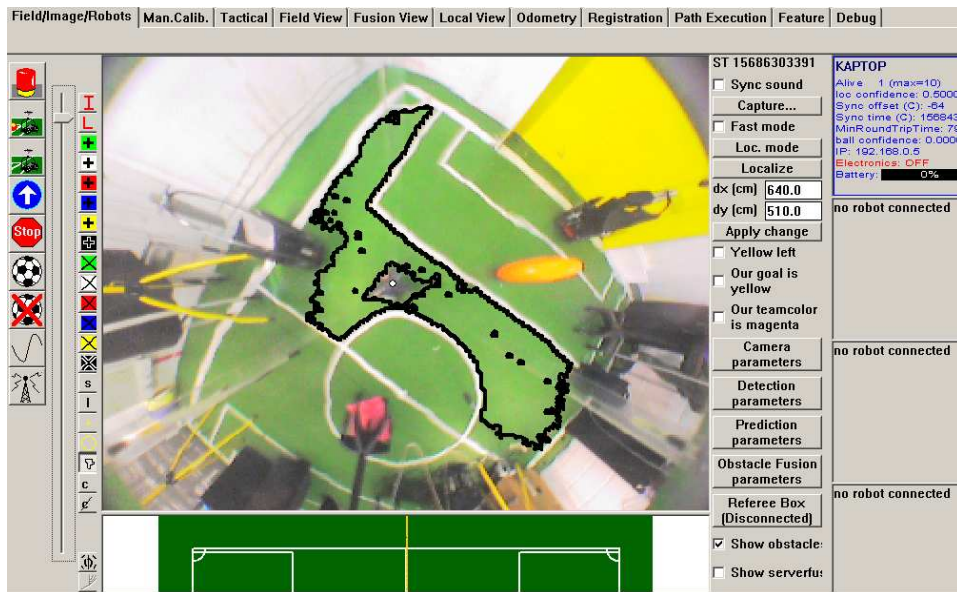 Field/Image/Robots Man.Calib. Tactical Field View Fusion View Local View Odometry Registration Path Execution Feature Debug
ST 15686303391
Sync sound
Capture...
Fast mode
Loc. mode
Localize
dx (cm) 640.0
dy (cm) 510.0
Apply change
Yellow left
Our goal is
yellow
Our teamcolor
is magenta
Camera
parameters
Detection
parameters
Prediction
parameters
Obstacle Fusion
parameters
Referee Box
(Disconnected)
Show obstacle
Show serverfu
KAPTOP
Alive 1 (max=10)
loc confidence: 0.5000
Sync offset (C): -64
Sync time (C): 156843
MinRoundTripTime: 79
ball confidence: 0.0000
IP: 192.168.0.5
Electronics: OFF
Battery: 0%
no robot connected
no robot connected
no robot connected
Stop
I
L
s
l
c